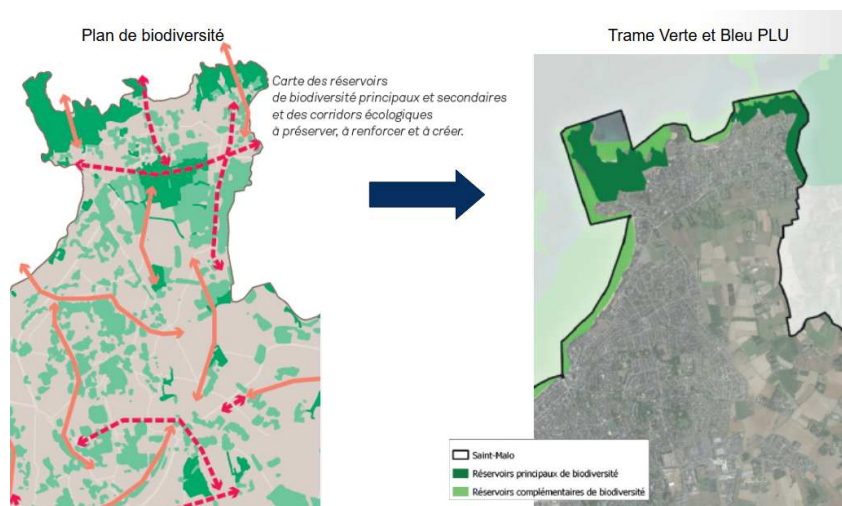 Plan de biodiversité
Trame Verte et Bleu PLU
Carte des réservoirs
de biodiversité principaux et secondaires
et des corridors écologiques
à préserver, à renforcer et à créer.
Saint-Malo
Réservoirs principaux de biodiversité
Réservoirs complémentaires de biodiversité